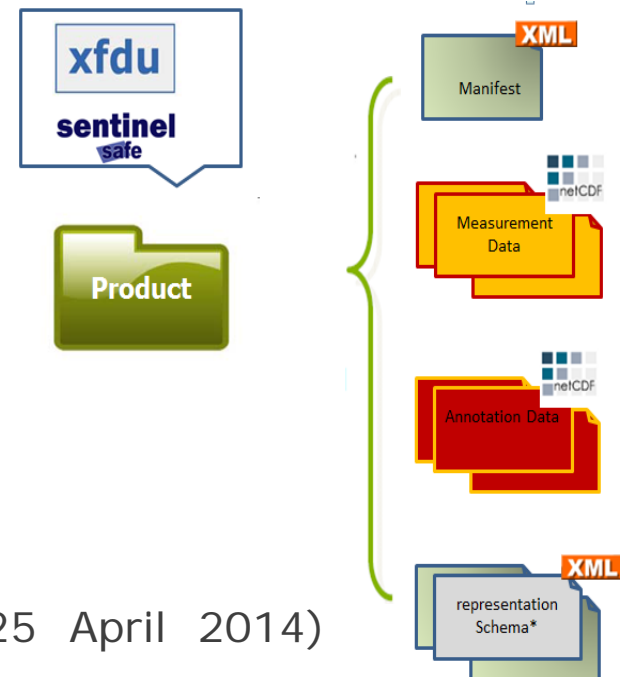 xfdu
sentinel
safe
Product
XML
Manifest
netCDF
Measurement
Data
netCDF
Annotation Data
XML
representation
Schema*
25 April 2014)